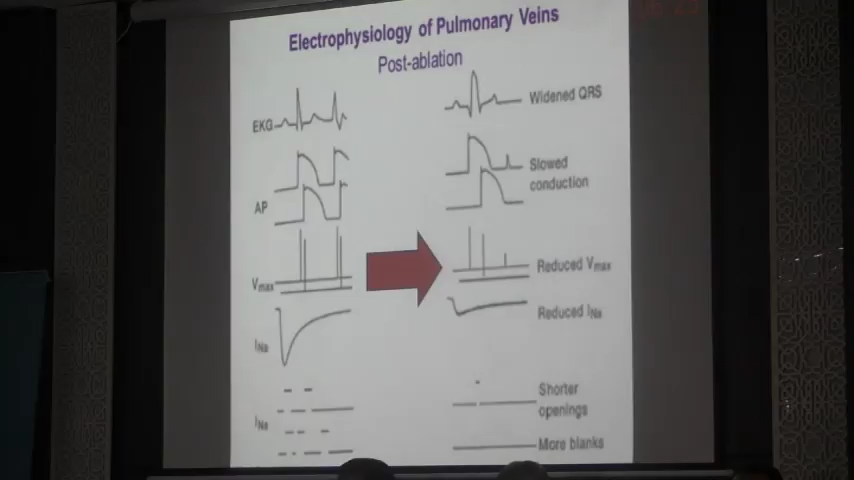 Electrophysiology of Pulmonary Veins
Post-ablation
EKG
Widened QRS
AP
Slowed
conduction
Vmax
Reduced Vmax
INa
Reduced INa
INa
Shorter
openings
More blanks